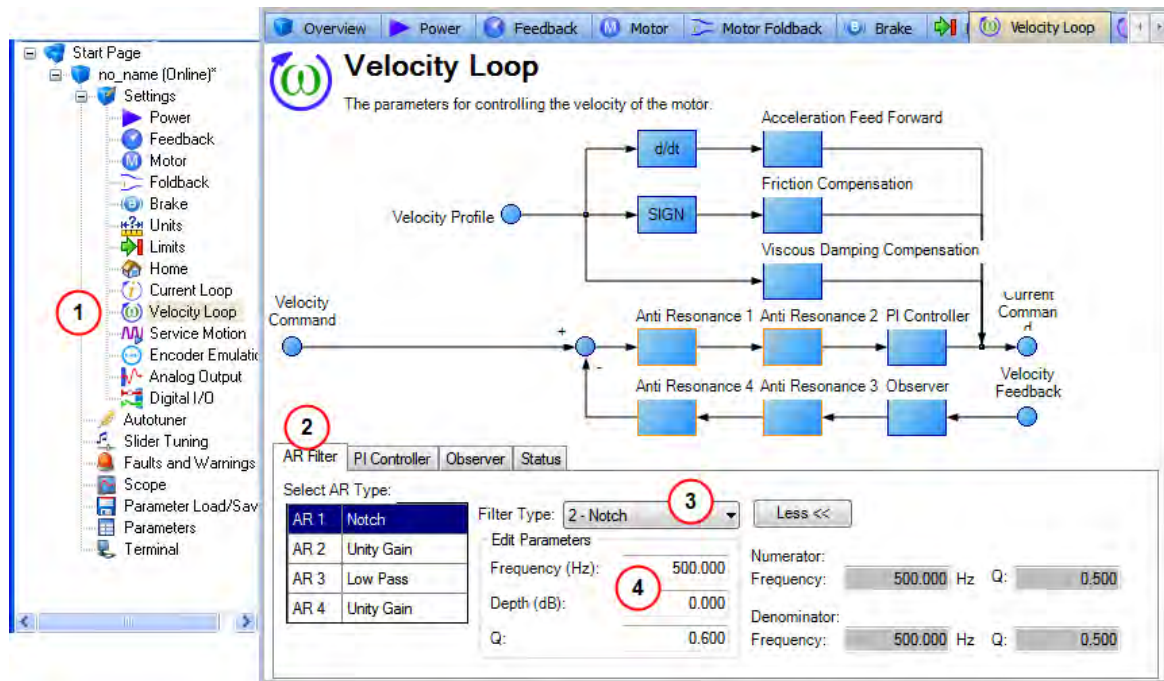 Overview
Power
Feedback
Motor
Motor Foldback
Brake
Velocity Loop
Start Page
no_name (Online)*
Settings
Power
Feedback
Motor
Foldback
Brake
Units
Limits
Home
Current Loop
1
Velocity Loop
Service Motion
Encoder Emulatic
Analog Output
Digital I/O
Autotuner
Slider Tuning
Faults and Warnings
Scope
Parameter Load/Sav
Parameters
Terminal
Velocity Loop
The parameters for controlling the velocity of the motor.
Acceleration Feed Forward
d/dt
Friction Compensation
Velocity Profile
SIGN
Viscous Damping Compensation
Velocity
Command
+
-
Anti Resonance 1
Anti Resonance 2
PI Controller
Current
Comman
d
Anti Resonance 4
Anti Resonance 3
Observer
Velocity
Feedback
2
AR Filter
PI Controller
Observer
Status
Select AR Type:
AR 1 Notch
AR 2 Unity Gain
AR 3 Low Pass
AR 4 Unity Gain
Filter Type: 2 - Notch
3
Less <<
Edit Parameters
Frequency (Hz): 500.000
4
Depth (dB): 0.000
Q: 0.600
Numerator:
Frequency: 500.000 Hz Q: 0.500
Denominator:
Frequency: 500.000 Hz Q: 0.500